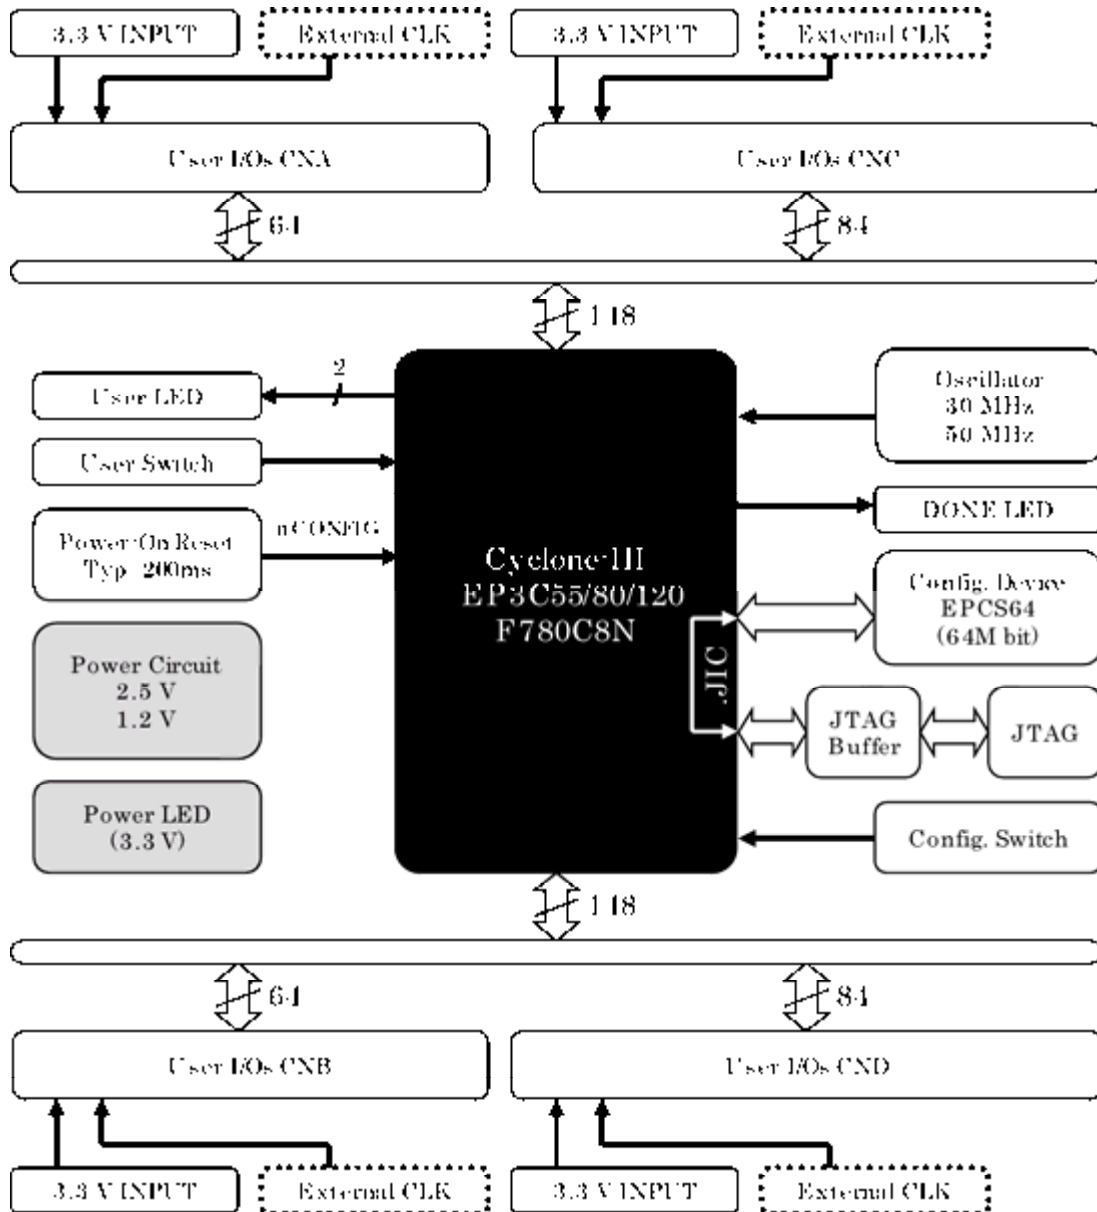 3.3 V INPUT
External CLK
3.3 V INPUT
External CLK
User I/Os CNA
User I/Os CNC
64
84
148
User LED
2
Oscillator
30 MHz
50 MHz
User Switch
DONE LED
Power-On Reset
Typ. 200ms
nCONFIG
Cyclone-III
EP3C55/80/120
F780C8N
Config. Device
EPCS64
(64M bit)
Power Circuit
2.5 V
1.2 V
JIC
JTAG
Buffer
JTAG
Power LED
(3.3 V)
Config. Switch
148
64
84
User I/Os CNB
User I/Os CND
3.3 V INPUT
External CLK
3.3 V INPUT
External CLK